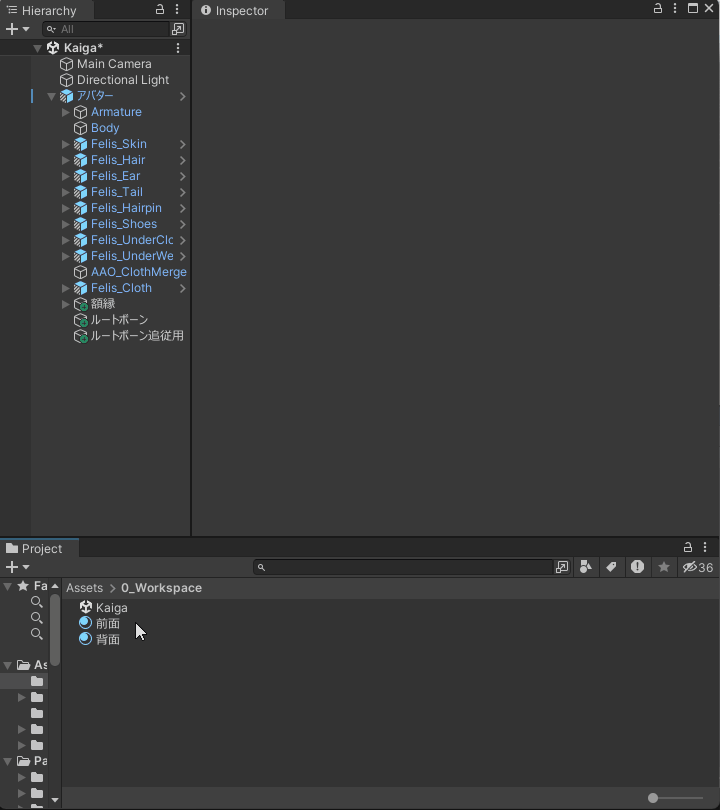 Hierarchy
All
Kaiga*
Main Camera
Directional Light
アバター
Armature
Body
Felis_Skin
Felis_Hair
Felis_Ear
Felis_Tail
Felis_Hairpin
Felis_Shoes
Felis_UnderClo
Felis_UnderWe
AAO_ClothMerge
Felis_Cloth
額縁
ルートボーン
ルートボーン追従用
Inspector
Project
36
Fa
As
Pa
Assets > 0_Workspace
Kaiga
前面
背面